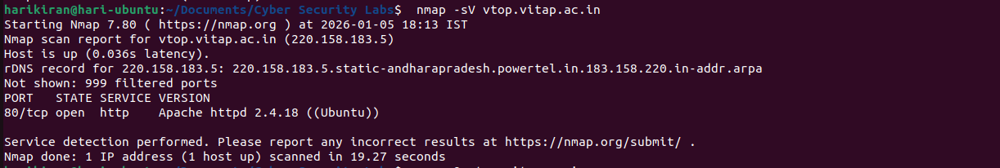 harikiran@hari-ubuntu:~/Documents/Cyber Security Labs$  nmap -sV vtop.vitap.ac.in
Starting Nmap 7.80 ( https://nmap.org ) at 2026-01-05 18:13 IST
Nmap scan report for vtop.vitap.ac.in (220.158.183.5)
Host is up (0.036s latency).
rDNS record for 220.158.183.5: 220.158.183.5.static-andharapradesh.powertel.in.183.158.220.in-addr.arpa
Not shown: 999 filtered ports
PORT   STATE SERVICE VERSION
80/tcp open  http    Apache httpd 2.4.18 ((Ubuntu))
Service detection performed. Please report any incorrect results at https://nmap.org/submit/ .
Nmap done: 1 IP address (1 host up) scanned in 19.27 seconds